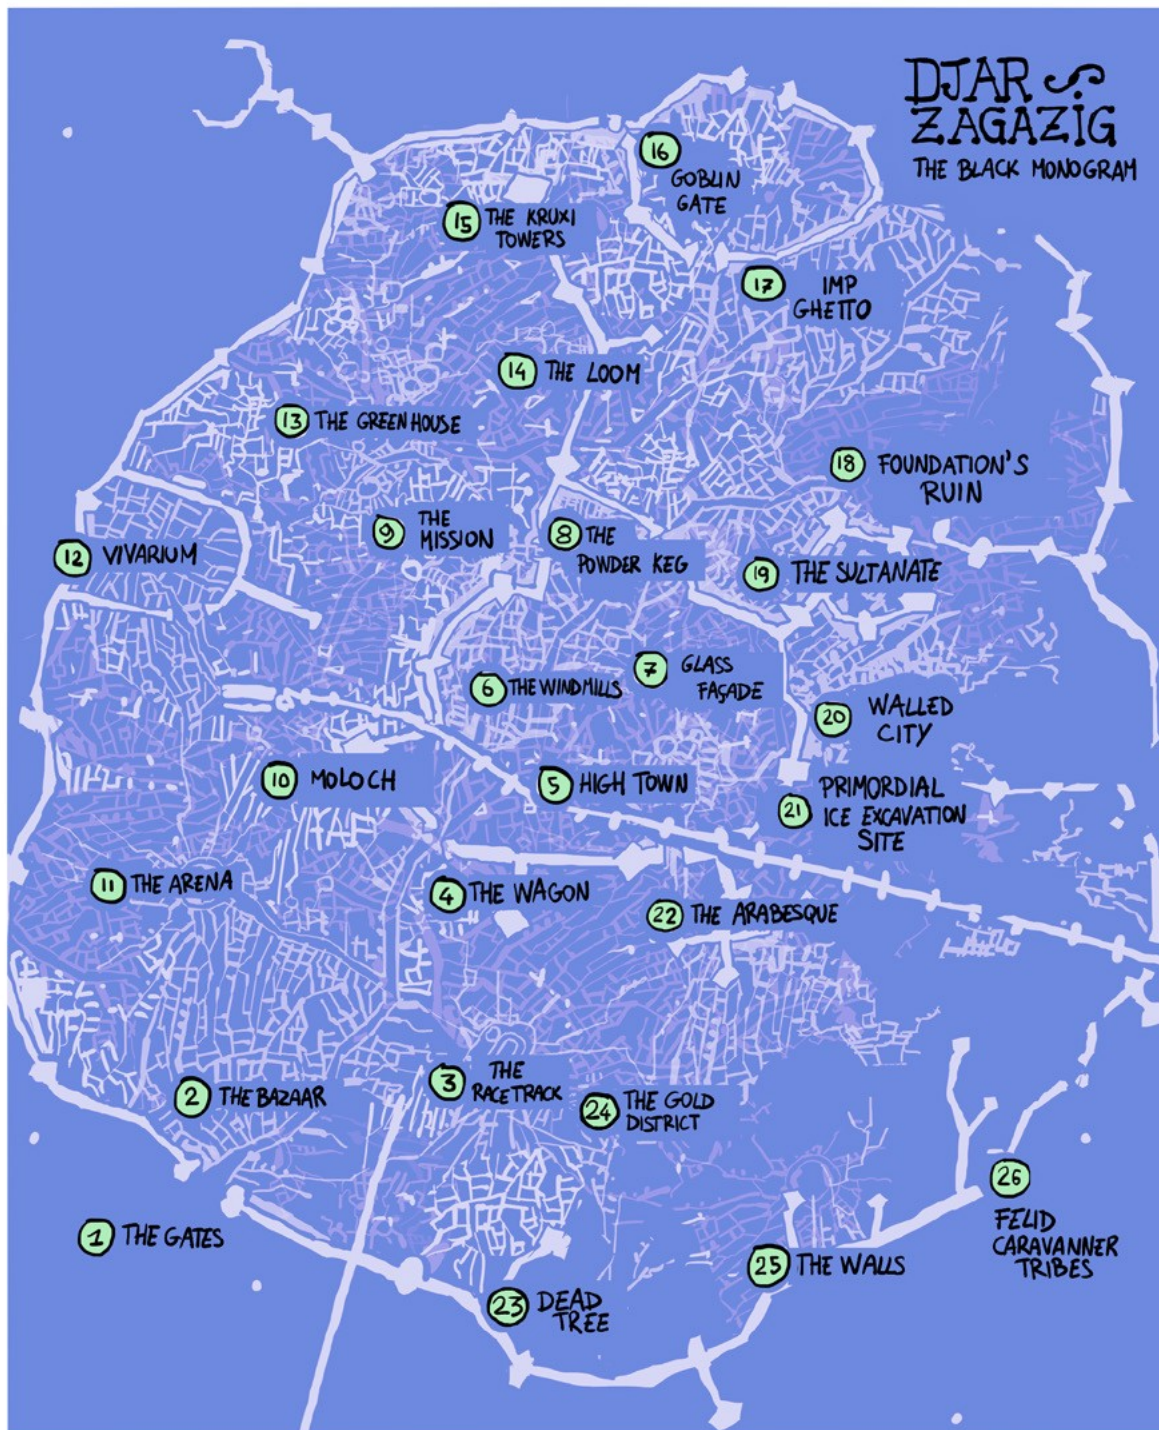 DJAR
ZAGAZIG
THE BLACK MONOGRAM
16
GOBLIN
GATE
15 THE KRUXI
TOWERS
17 IMP
GHETTO
14 THE LOOM
13 THE GREENHOUSE
18 FOUNDATION'S
RUIN
9 THE
MISSION
8 THE
POWDER KEG
12 VIVARIUM
19 THE SULTANATE
7 GLASS
FAÇADE
6 THE WINDMILLS
20 WALLED
CITY
10 MOLOCH
5 HIGH TOWN
21 PRIMORDIAL
ICE EXCAVATION
SITE
11 THE ARENA
4 THE WAGON
22 THE ARABESQUE
3 THE
RACETRACK
2 THE BAZAAR
24 THE GOLD
DISTRICT
26
FELID
CARAVANNER
TRIBES
1 THE GATES
25 THE WALLS
23 DEAD
TREE